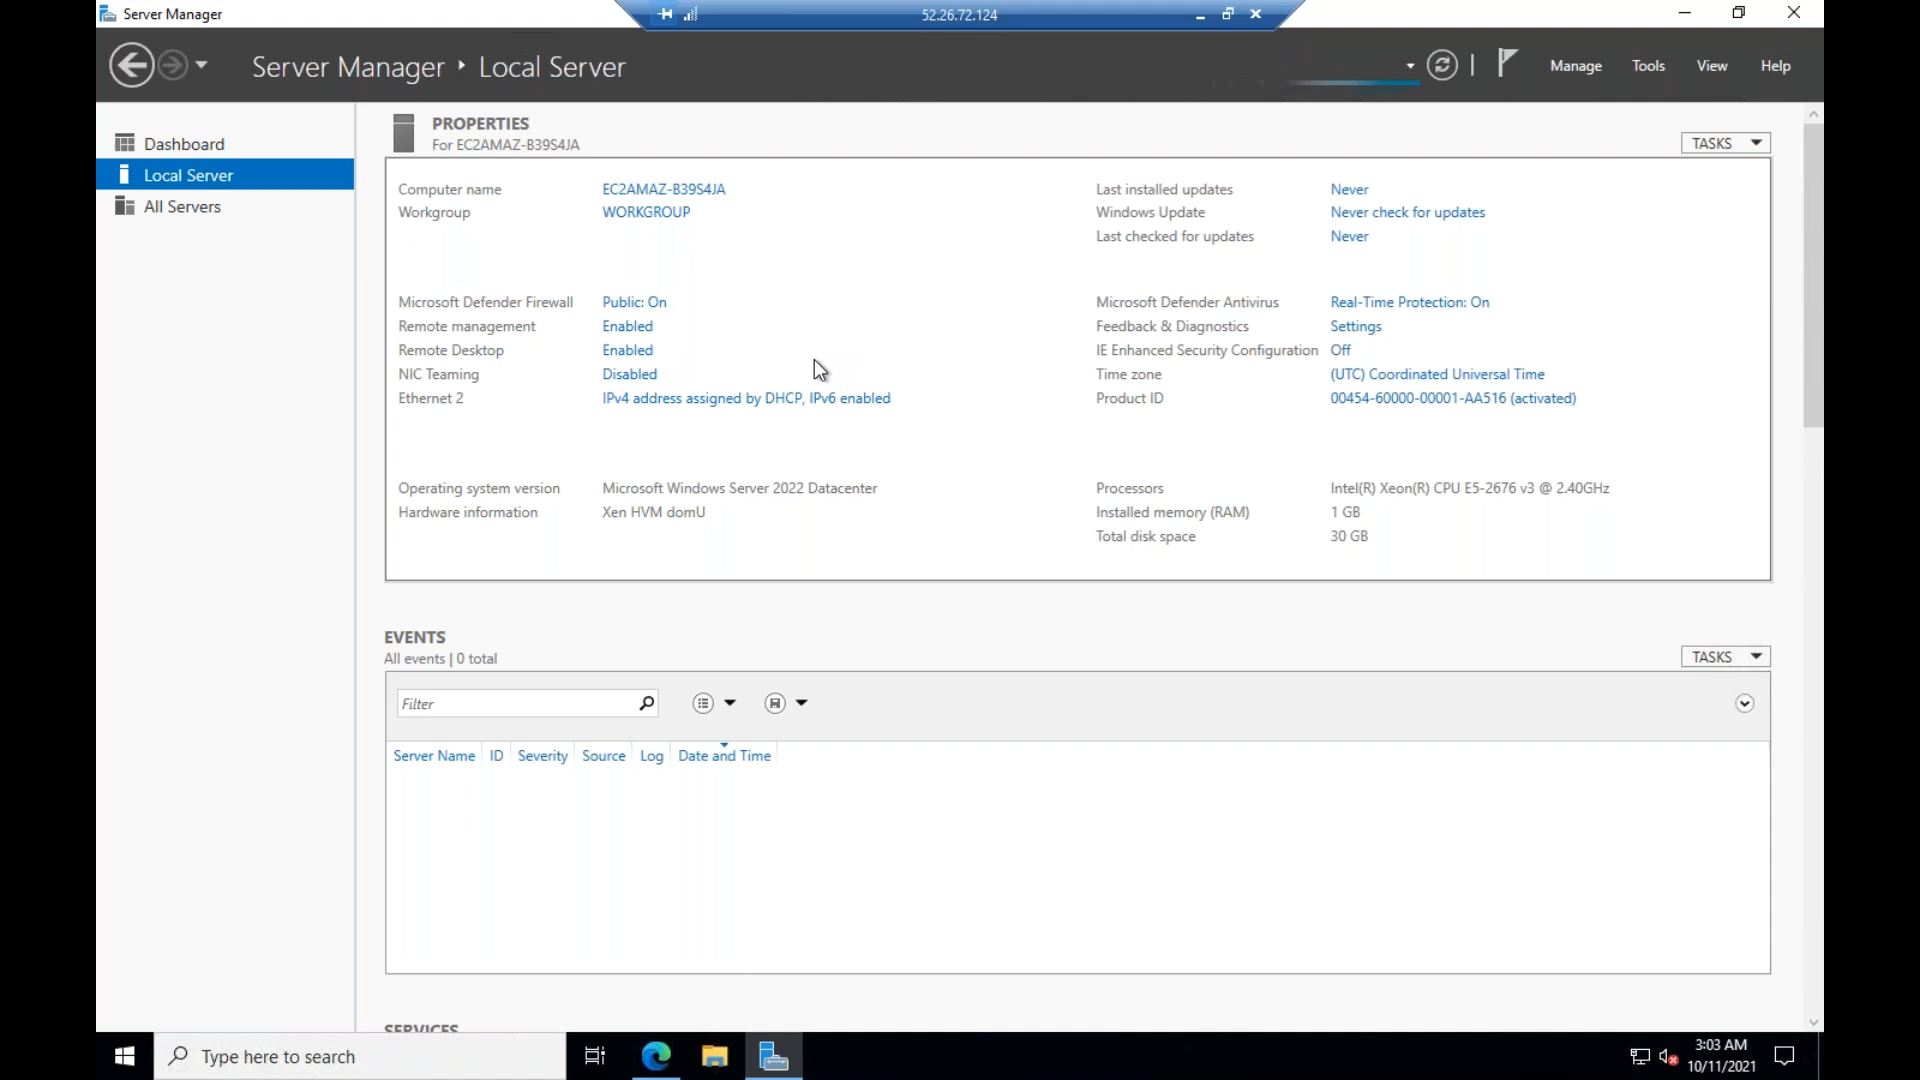 Server Manager
52.26.72.124
Server Manager ‣ Local Server
Manage
Tools
View
Help
Dashboard
Local Server
All Servers
PROPERTIES
For EC2AMAZ-B39S4JA
TASKS
Computer name EC2AMAZ-B39S4JA
Workgroup WORKGROUP
Last installed updates Never
Windows Update Never check for updates
Last checked for updates Never
Microsoft Defender Firewall Public: On
Remote management Enabled
Remote Desktop Enabled
NIC Teaming Disabled
Ethernet 2 IPv4 address assigned by DHCP, IPv6 enabled
Microsoft Defender Antivirus Real-Time Protection: On
Feedback & Diagnostics Settings
IE Enhanced Security Configuration Off
Time zone (UTC) Coordinated Universal Time
Product ID 00454-60000-00001-AA516 (activated)
Operating system version Microsoft Windows Server 2022 Datacenter
Hardware information Xen HVM domU
Processors Intel(R) Xeon(R) CPU E5-2676 v3 @ 2.40GHz
Installed memory (RAM) 1 GB
Total disk space 30 GB
EVENTS
All events | 0 total
TASKS
Filter
Server Name ID Severity Source Log Date and Time
SERVICES
Type here to search
3:03 AM
10/11/2021